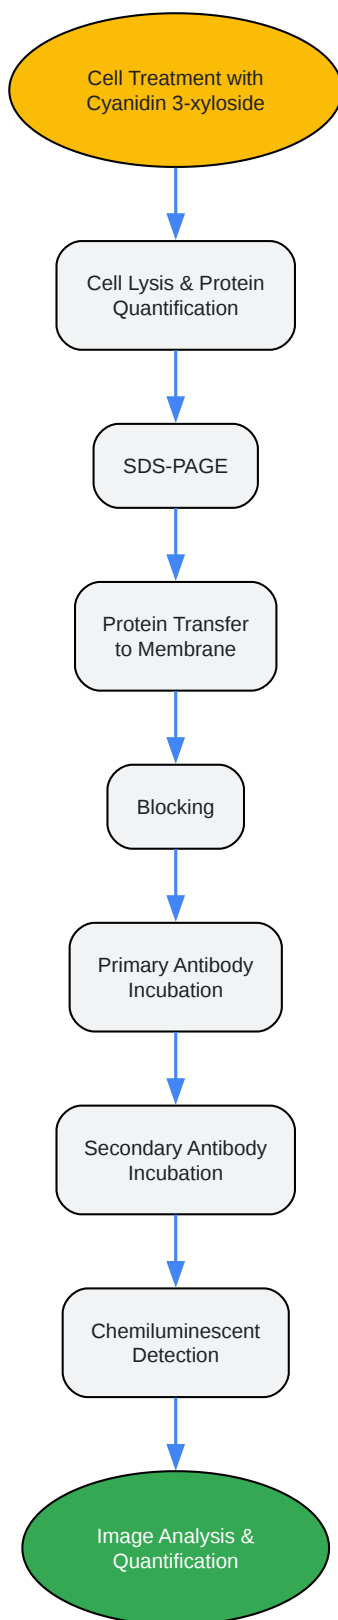 Cell Treatment with
Cyanidin 3-xyloside
Cell Lysis & Protein
Quantification
SDS-PAGE
Protein Transfer
to Membrane
Blocking
Primary Antibody
Incubation
Secondary Antibody
Incubation
Chemiluminescent
Detection
Image Analysis &
Quantification